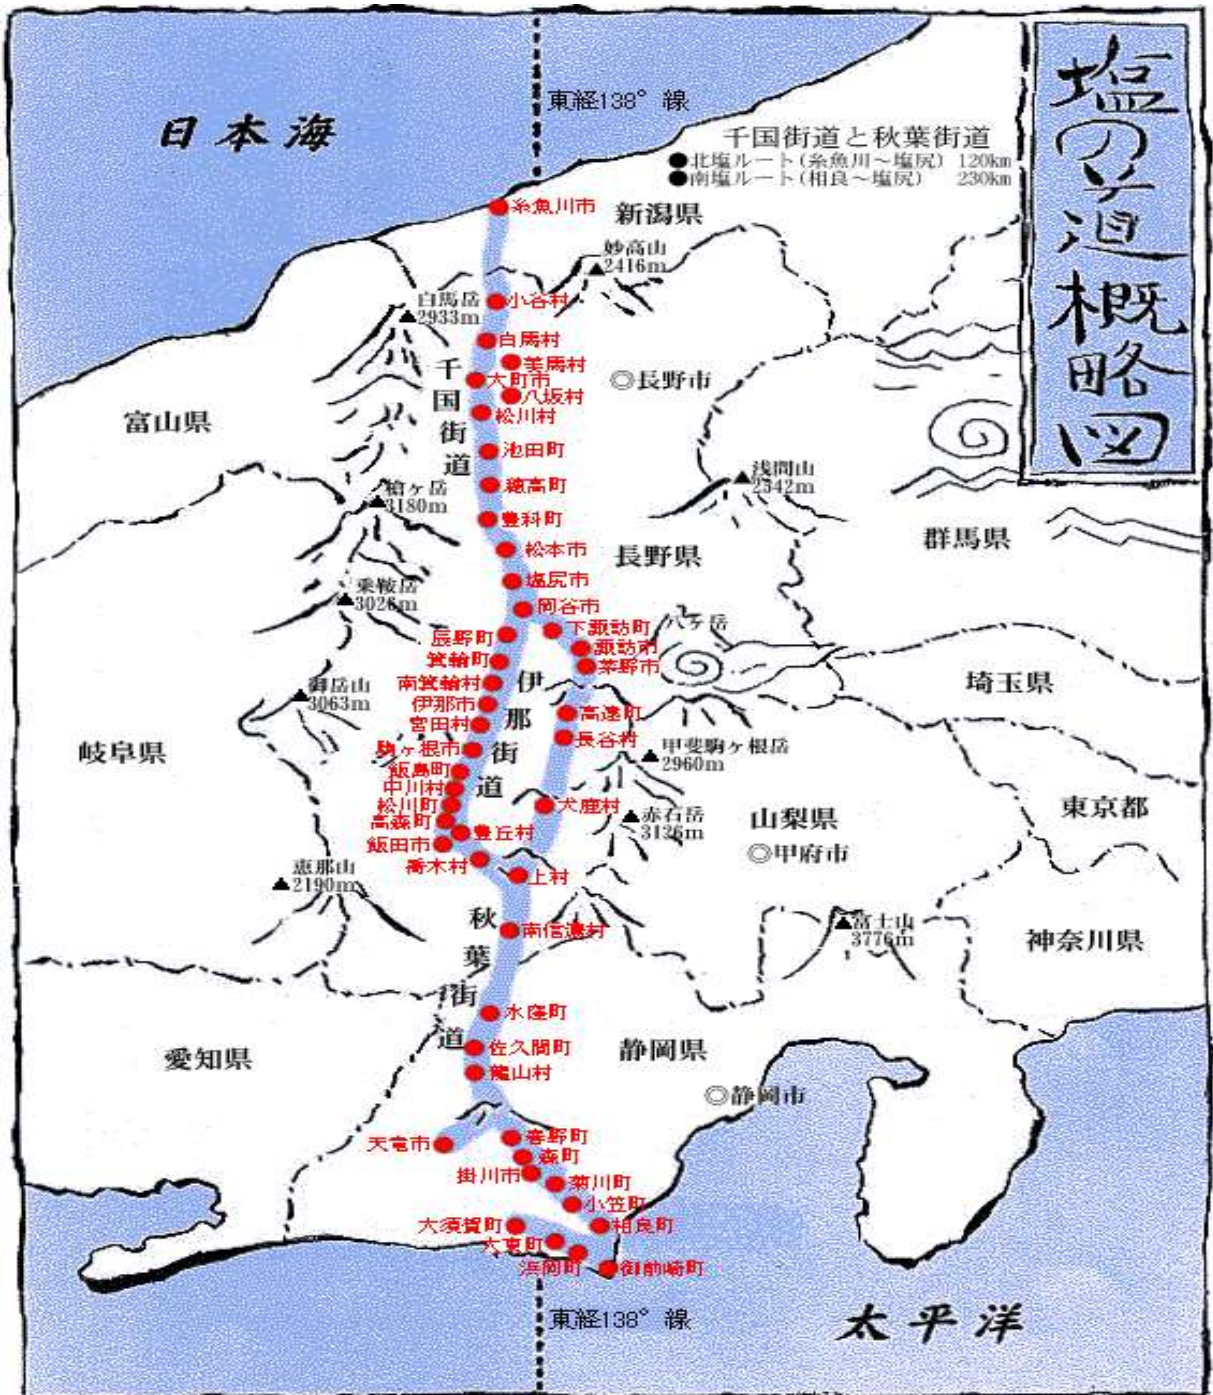 塩の道概略図
日本海
東経138°線
千国街道と秋葉街道
●北塩ルート(糸魚川～塩尻) 120km
●南塩ルート(相良～塩尻) 230km
糸魚川市
新潟県
妙高山
2416m
白馬岳
2933m
小谷村
白馬村
美馬村
大町市
八坂村
松川村
千国街道
◎長野市
富山県
池田町
槍ヶ岳
3180m
穂高町
浅間山
2342m
豊科町
群馬県
松本市
長野県
塩尻市
乗鞍岳
3026m
岡谷市
下諏訪町
八ヶ岳
辰野町
諏訪市
茅野市
箕輪町
南箕輪村
伊那市
宮田村
伊那街道
御岳山
3063m
埼玉県
高遠町
長谷村
岐阜県
駒ヶ根市
甲斐駒ヶ根岳
2960m
飯島町
中川村
松川町
高森町
豊丘村
飯田市
喬木村
大鹿村
赤石岳
3126m
山梨県
◎甲府市
東京都
恵那山
2190m
上村
秋葉街道
南信濃村
富士山
3776m
神奈川県
水窪町
佐久間町
龍山村
愛知県
静岡県
◎静岡市
天竜市
春野町
森町
掛川市
菊川町
小笠町
大須賀町
相良町
大東町
浜岡町
御前崎町
東経138°線
太平洋